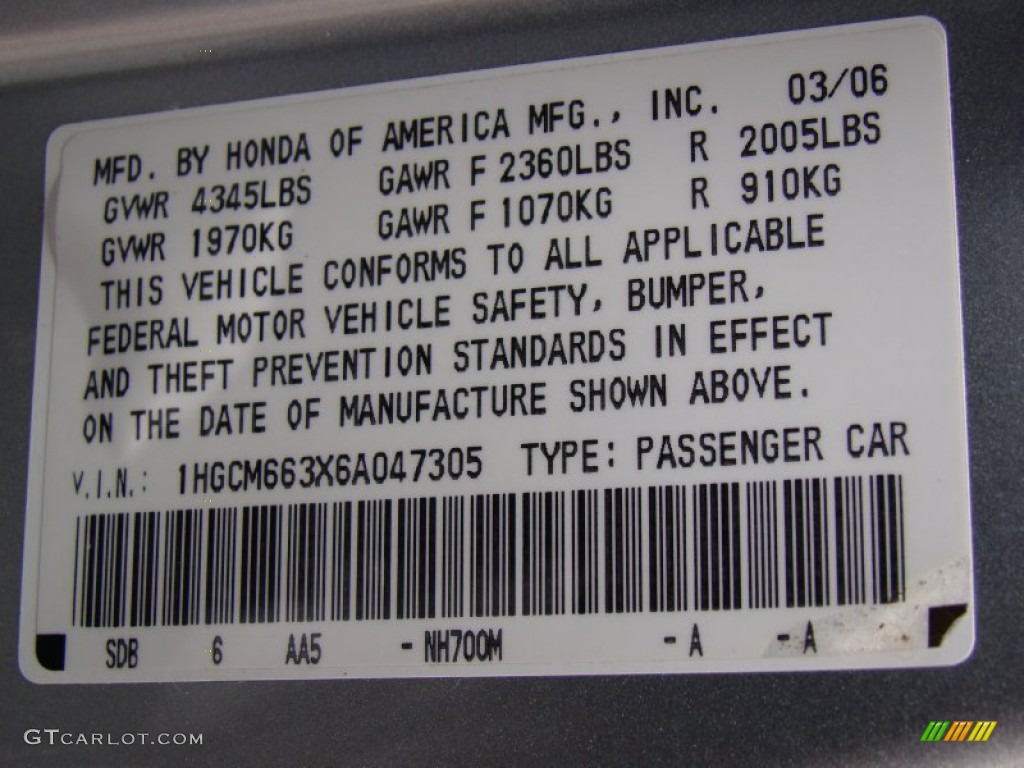 MFD. BY HONDA OF AMERICA MFG., INC. 03/06
GVWR 4345LBS GAWR F 2360LBS R 2005LBS
GVWR 1970KG GAWR F 1070KG R 910KG
THIS VEHICLE CONFORMS TO ALL APPLICABLE
FEDERAL MOTOR VEHICLE SAFETY, BUMPER,
AND THEFT PREVENTION STANDARDS IN EFFECT
ON THE DATE OF MANUFACTURE SHOWN ABOVE.
V.I.N.: 1HGCM663X6A047305 TYPE: PASSENGER CAR
SDB 6 AA5 - NH700M - A - A
GTCARLOT.COM